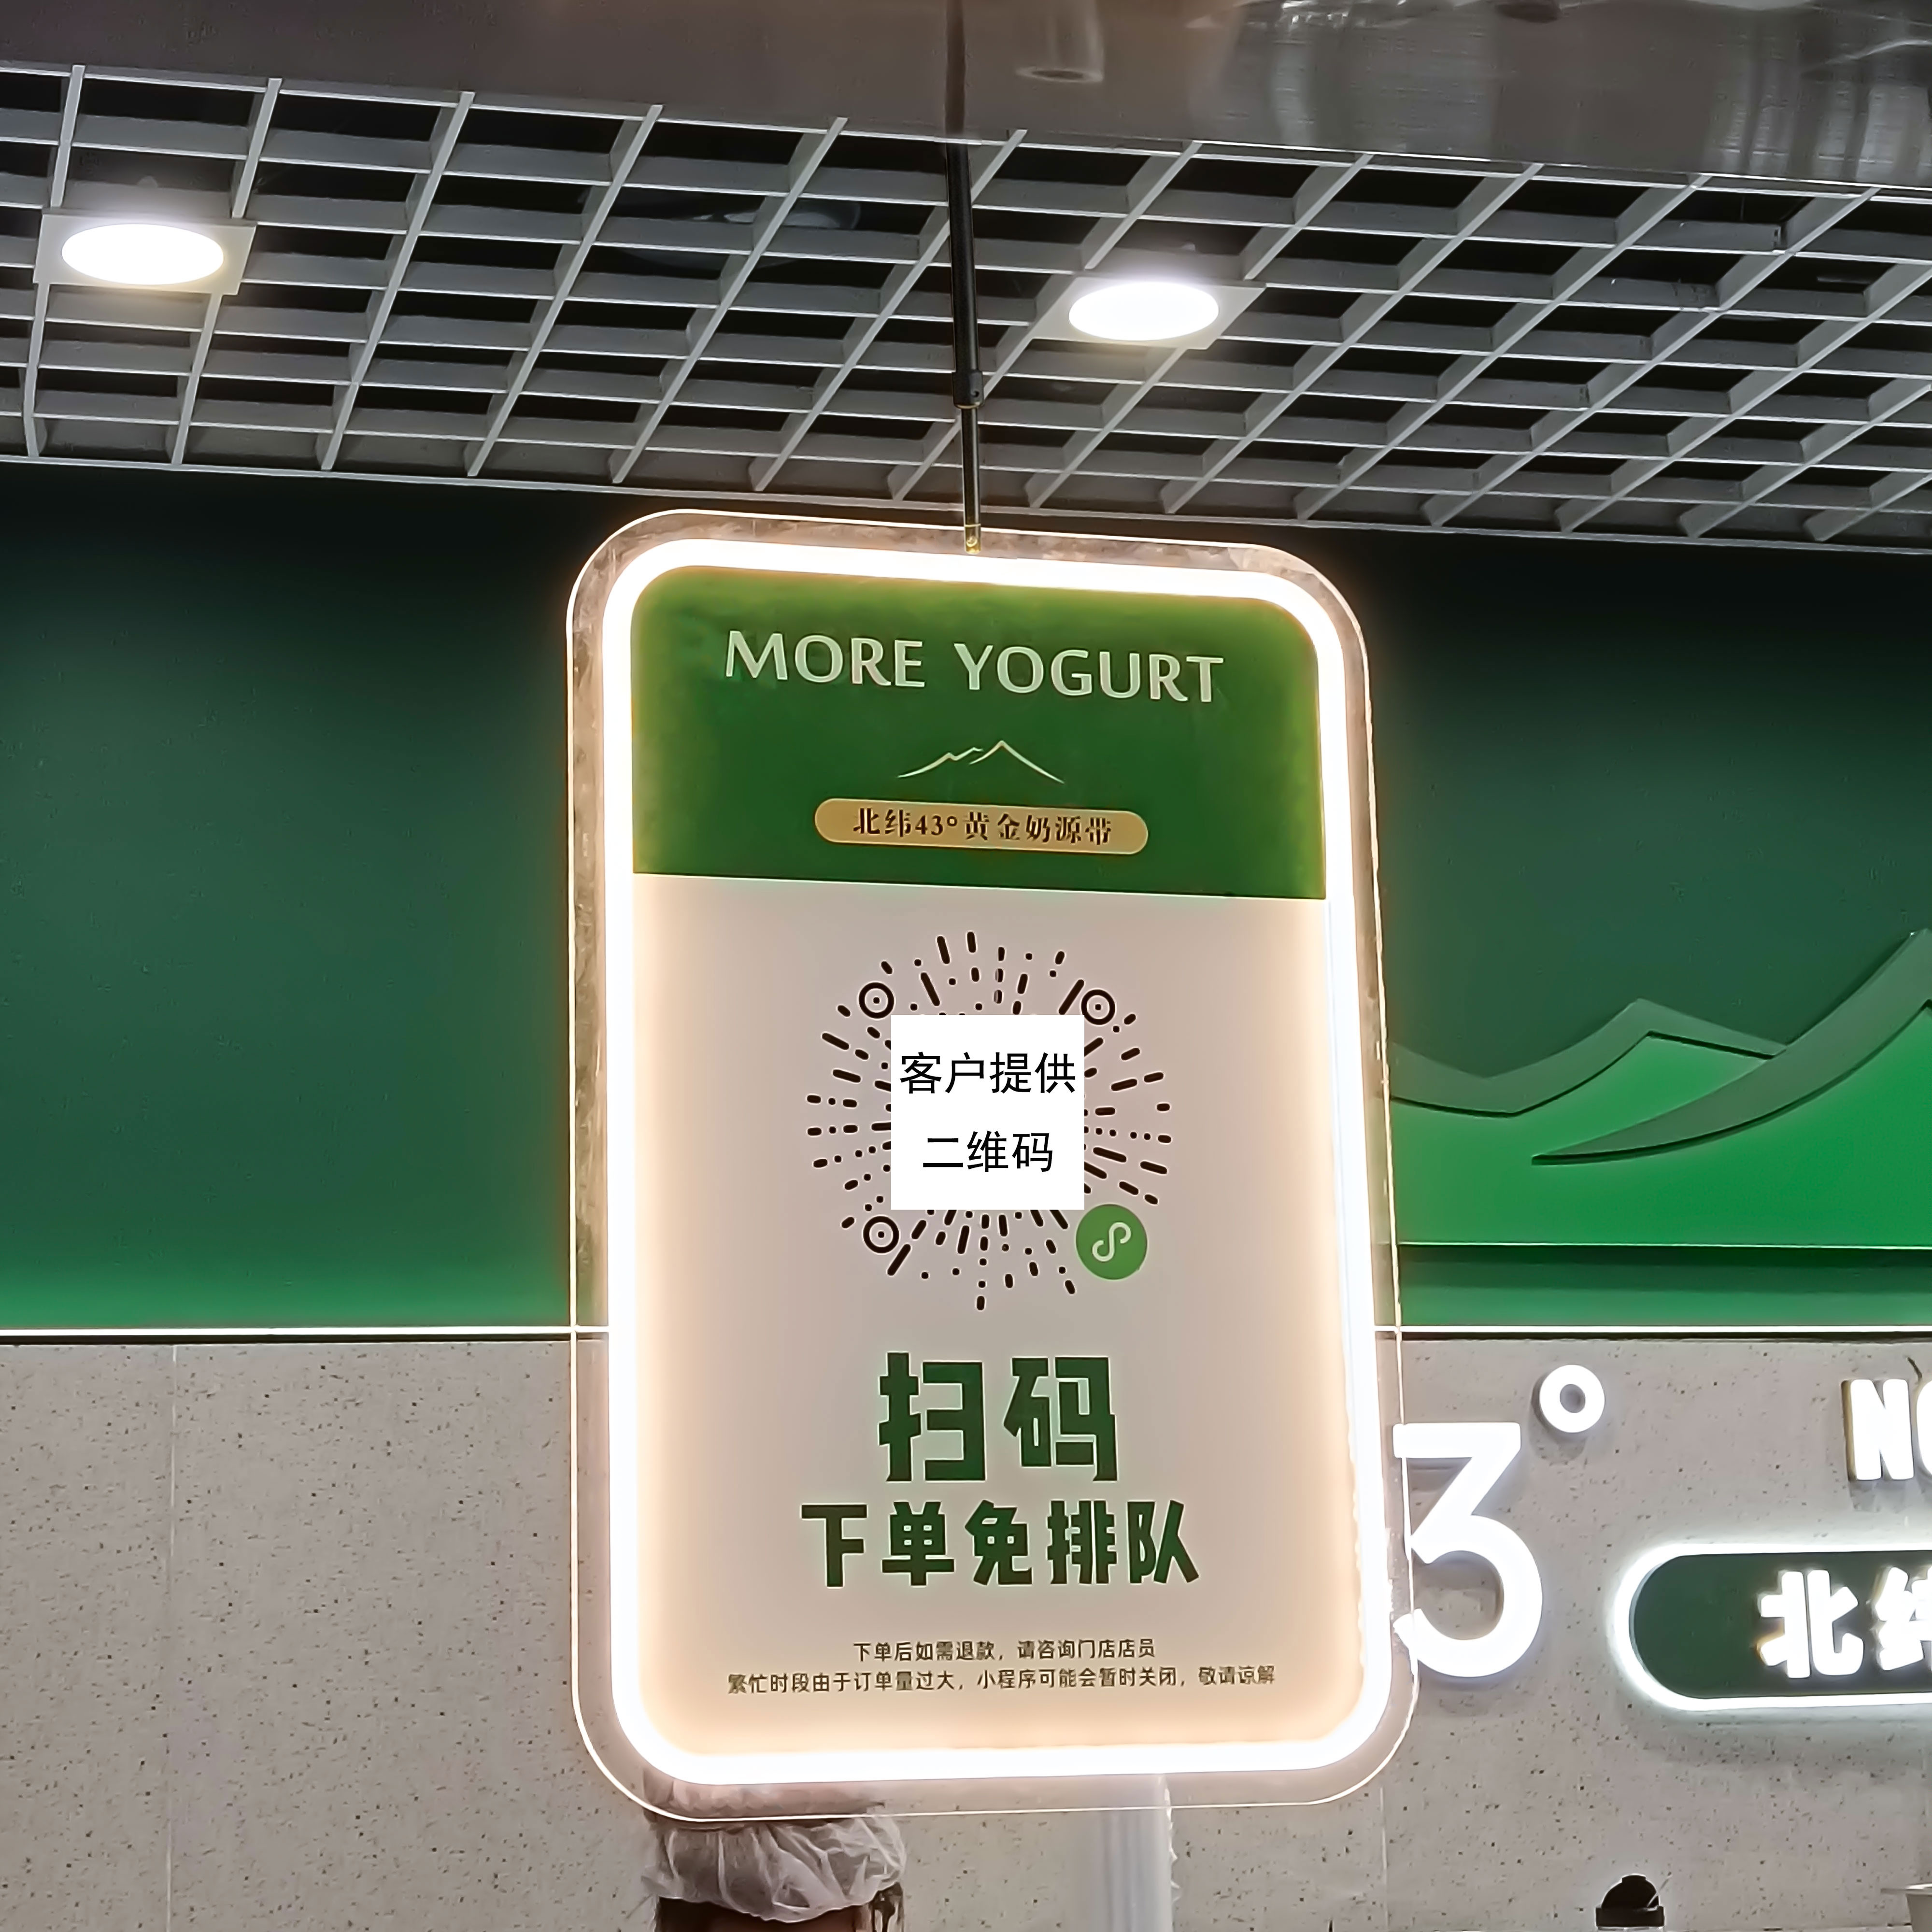 MORE YOGURT
北纬43°黄金奶源带
客户提供
二维码
扫码
下单免排队
下单后如需退款，请咨询门店店员
繁忙时段由于订单量过大，小程序可能会暂时关闭，敬请谅解
3°
N
北纬